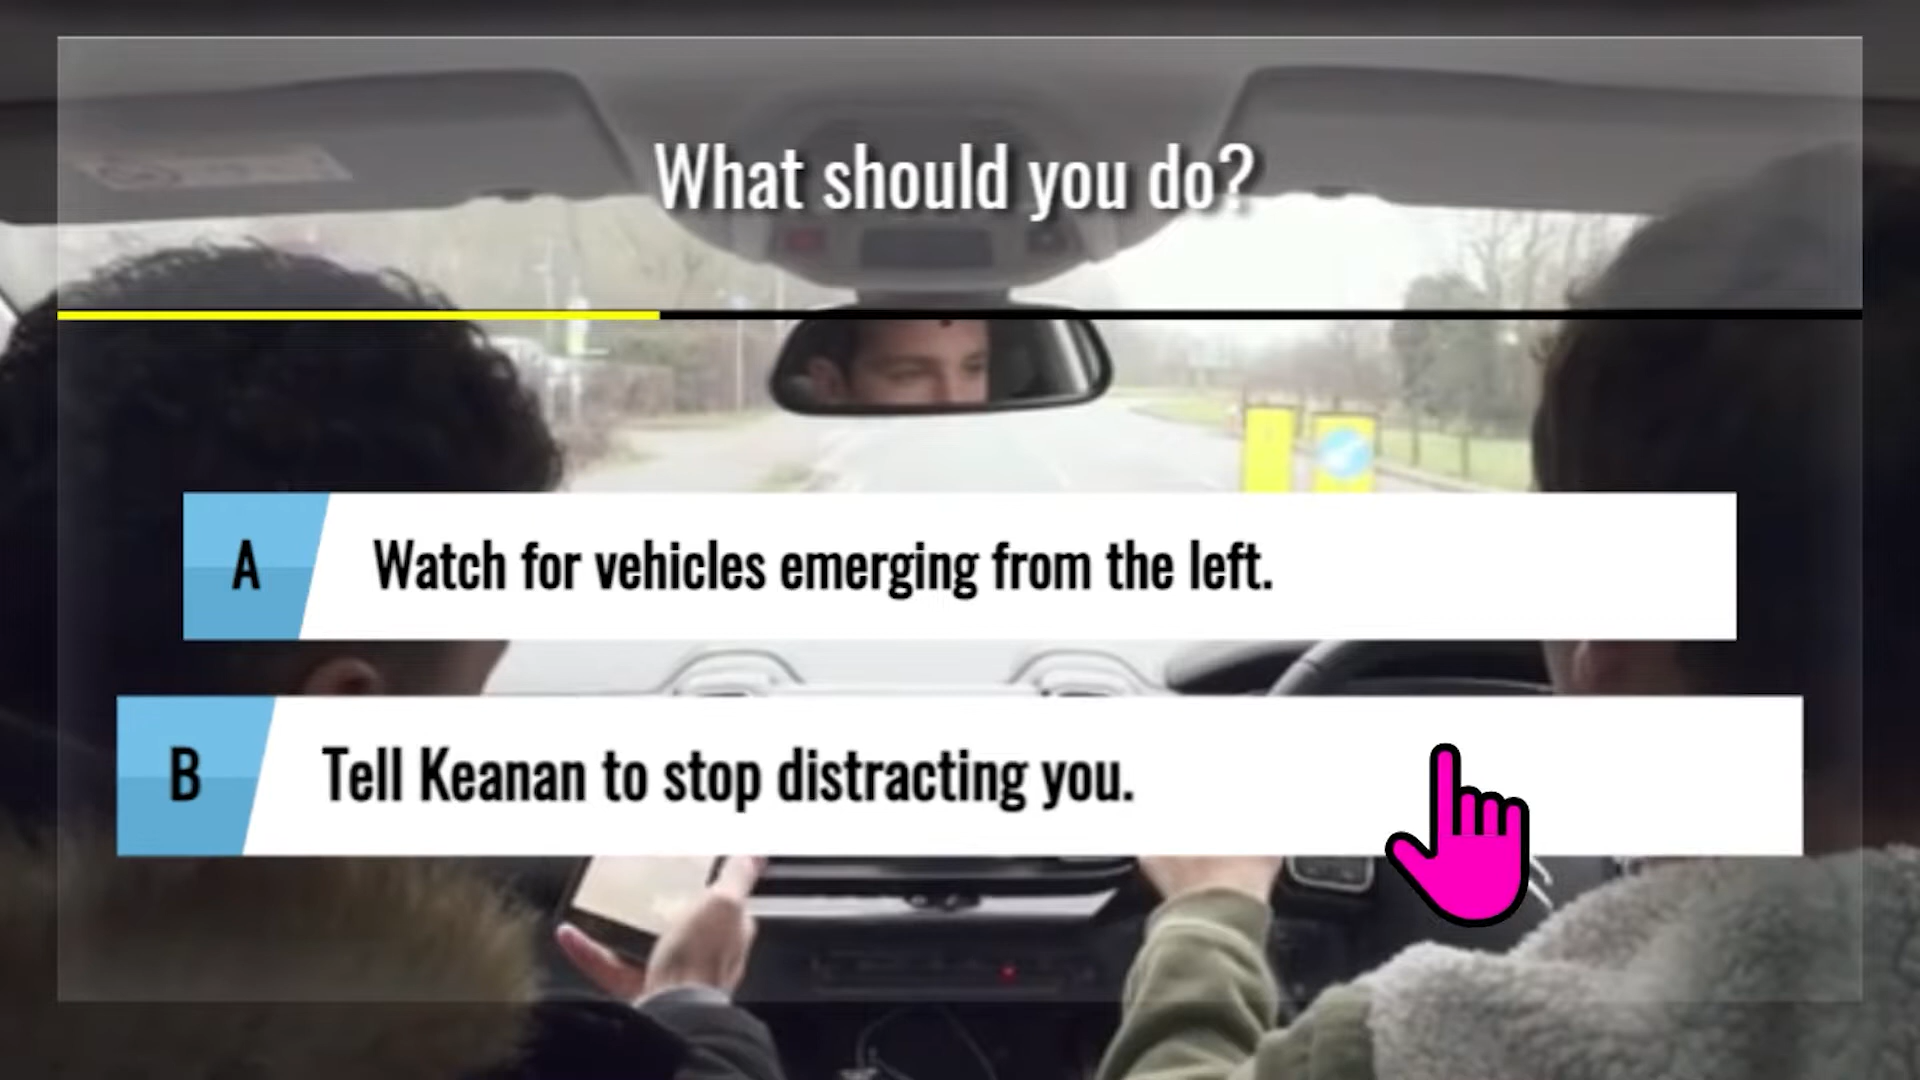 What should you do?
A
Watch for vehicles emerging from the left.
B
Tell Keanan to stop distracting you.